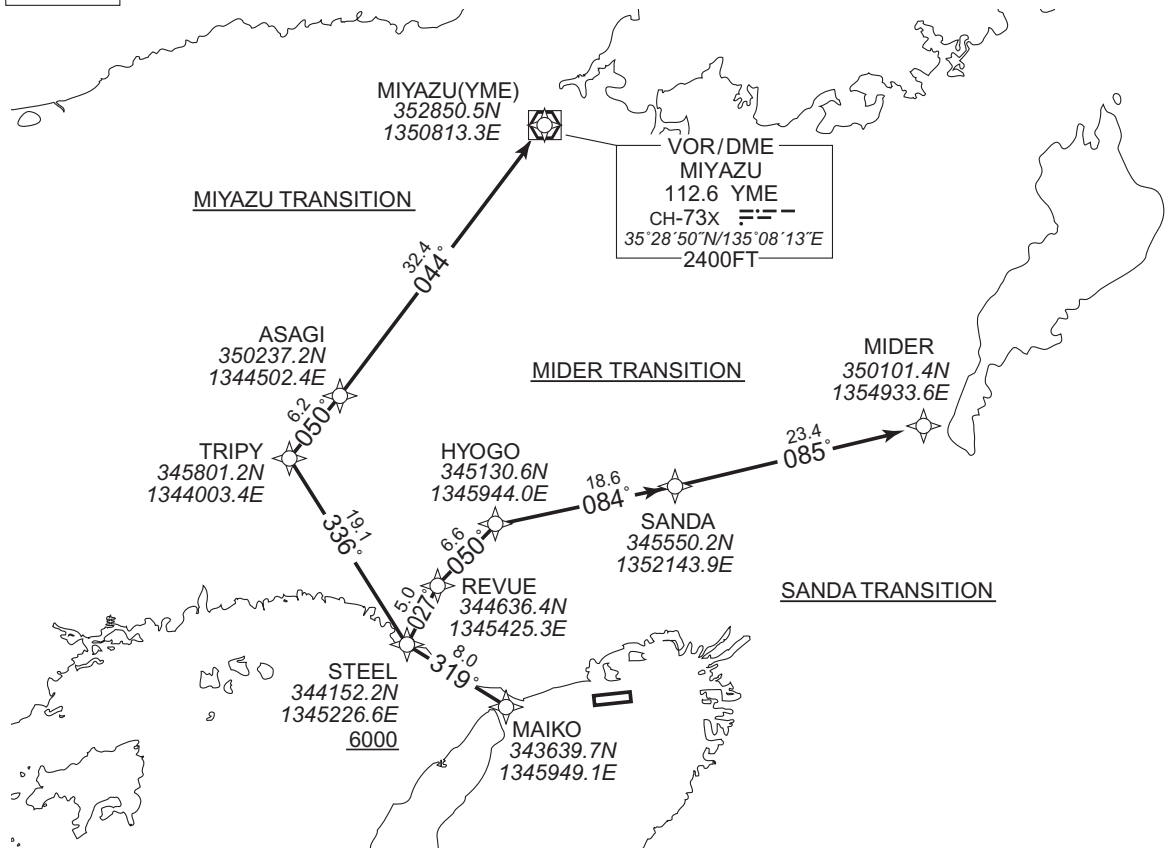 MIYAZU(YME)
352850.5N
1350813.3E
VOR/DME
MIYAZU
112.6 YME
CH-73X
35°28´50˝N/135°08´13˝E
2400FT
MIYAZU TRANSITION
32.4
044°
ASAGI
350237.2N
1344502.4E
6.2
050°
TRIPY
345801.2N
1344003.4E
MIDER TRANSITION
MIDER
350101.4N
1354933.6E
23.4
085°
HYOGO
345130.6N
1345944.0E
18.6
084°
SANDA
345550.2N
1352143.9E
19.1
336°
6.6
050°
REVUE
344636.4N
1345425.3E
5.0
027°
SANDA TRANSITION
STEEL
344152.2N
1345226.6E
6000
8.0
319°
MAIKO
343639.7N
1345949.1E